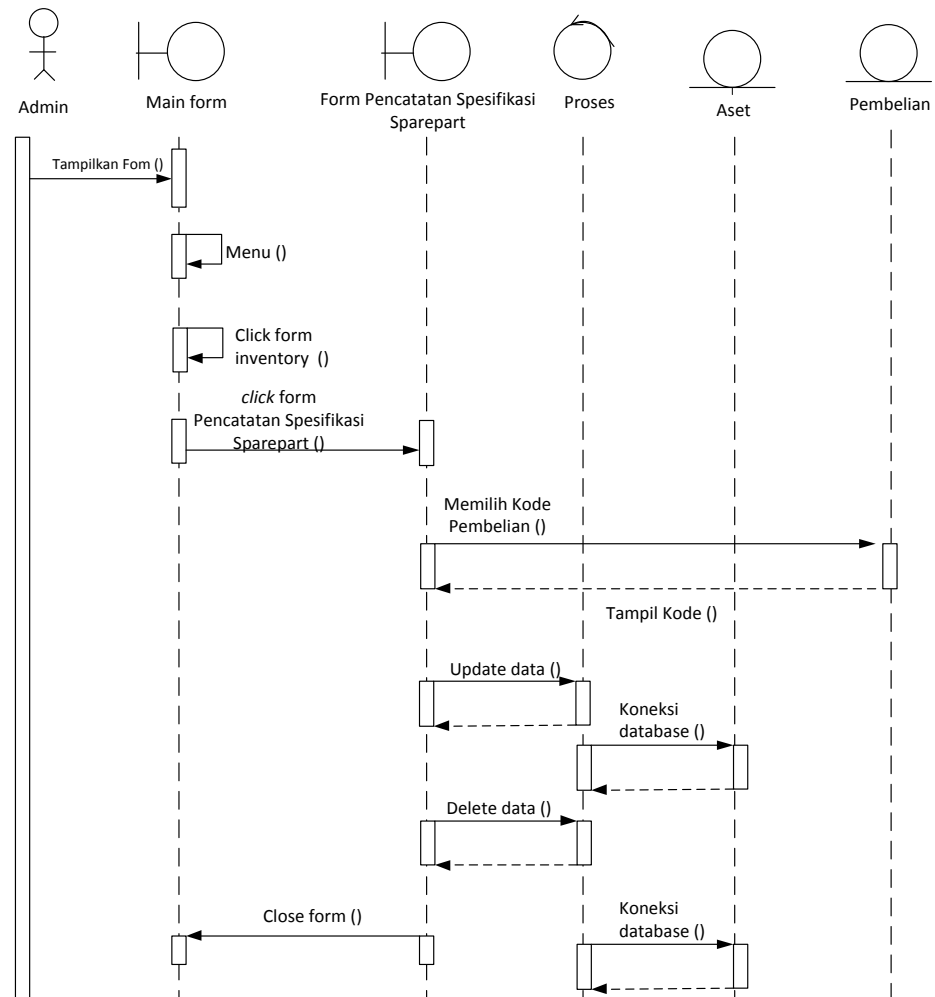 Admin
Main form
Form Pencatatan Spesifikasi
Sparepart
Proses
Aset
Pembelian
Tampilkan Fom ()
Menu ()
Click form
inventory ()
click form
Pencatatan Spesifikasi
Sparepart ()
Memilih Kode
Pembelian ()
Tampil Kode ()
Update data ()
Koneksi
database ()
Delete data ()
Close form ()
Koneksi
database ()